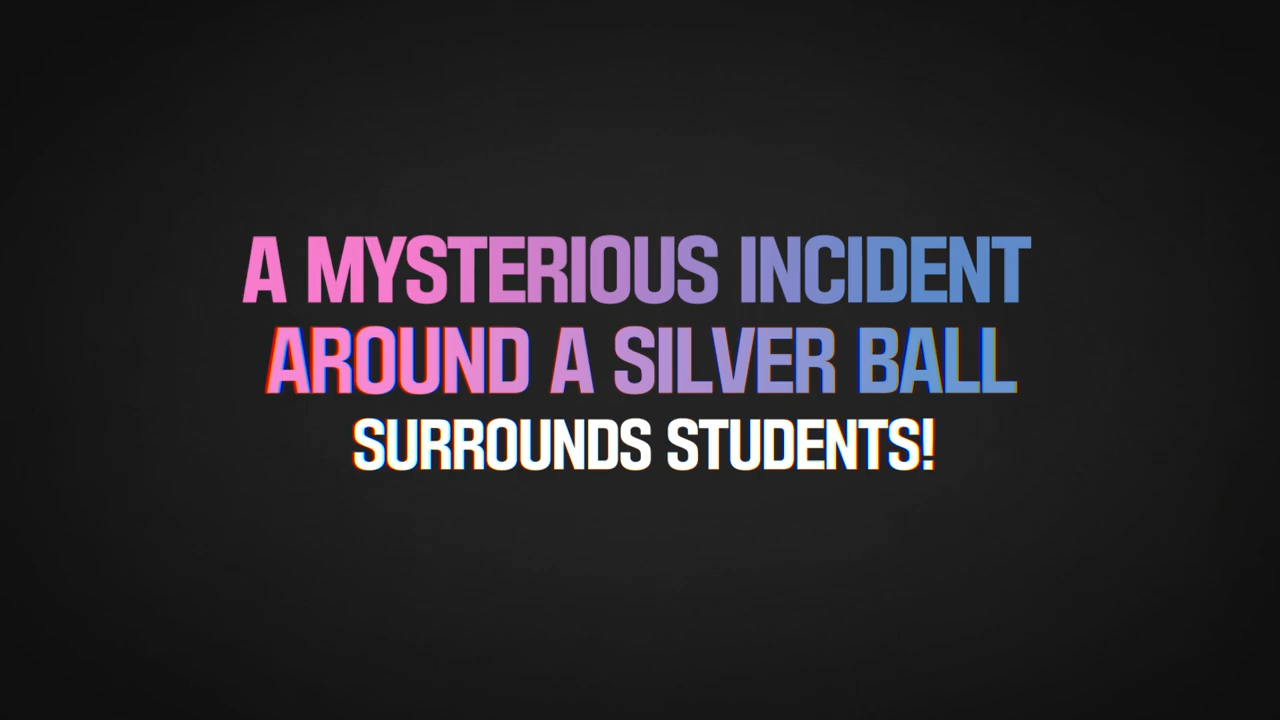 A MYSTERIOUS INCIDENT
AROUND A SILVER BALL
SURROUNDS STUDENTS!